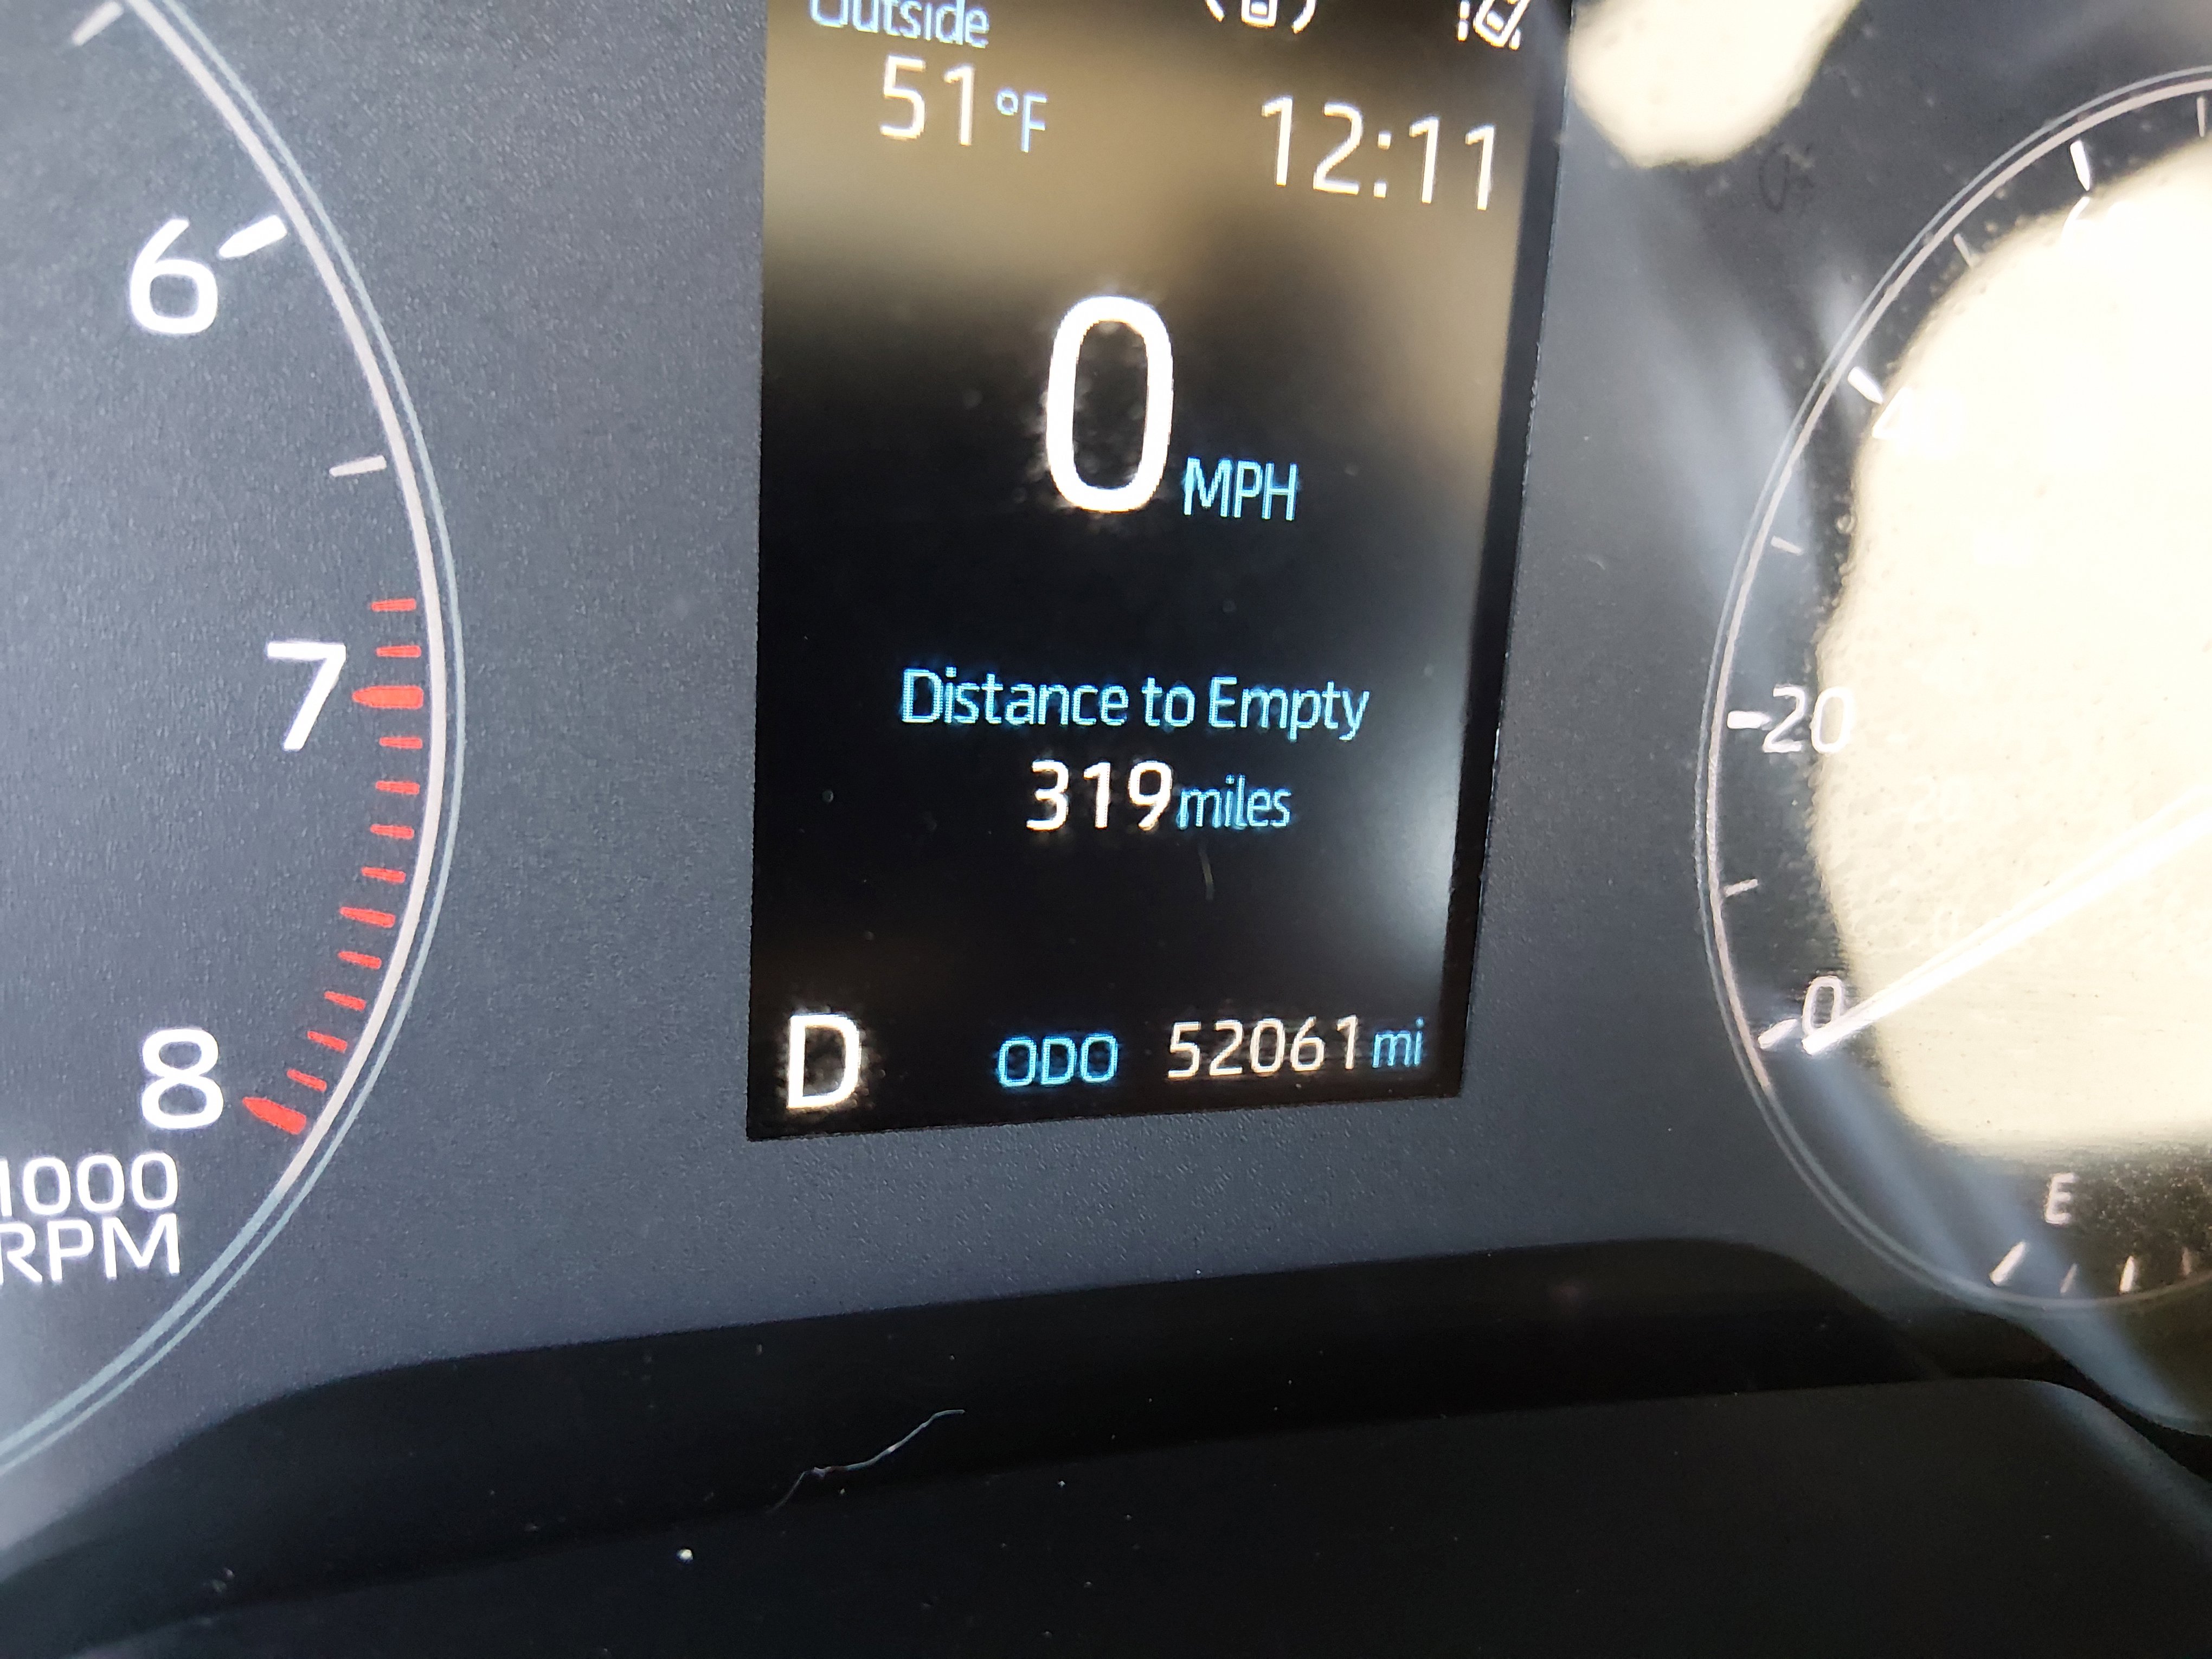 Outside
51°F 12:11
0 MPH
Distance to Empty
319 miles
D ODO 52061 mi
6
7
8
1000
RPM
20
0
E